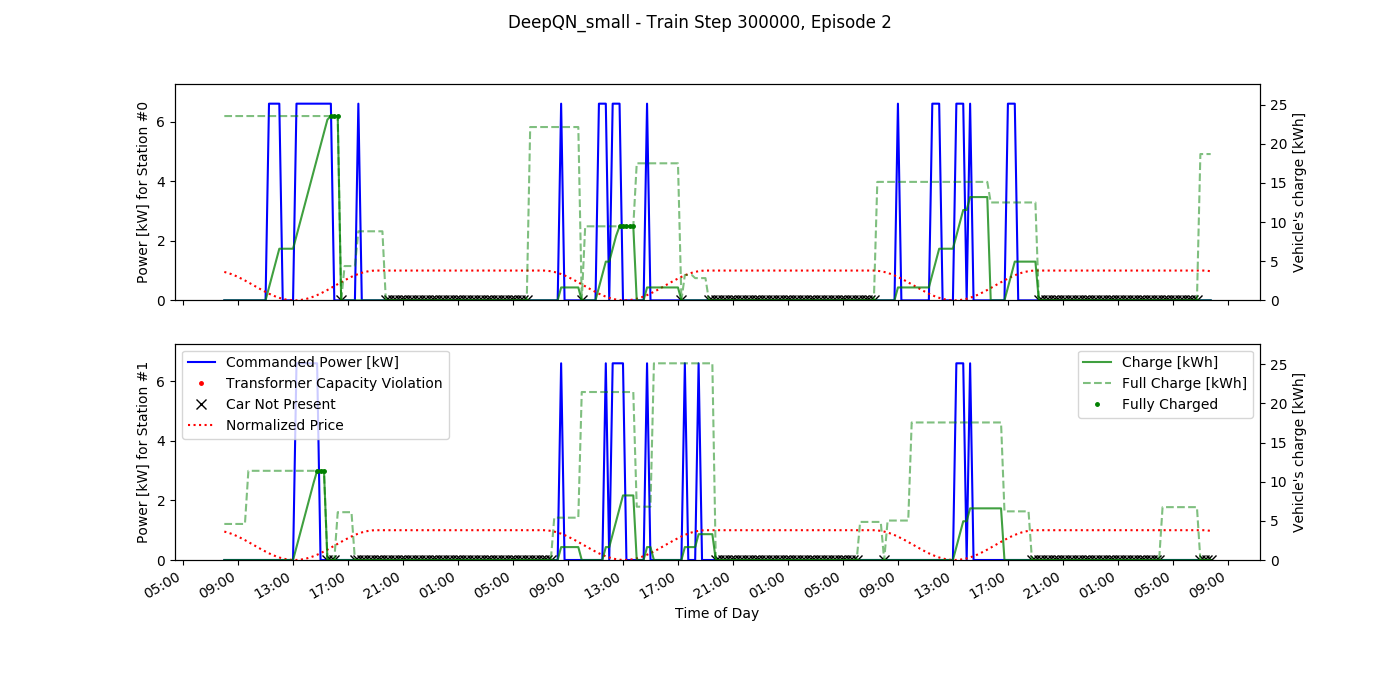 DeepQN_small - Train Step 300000, Episode 2
Power [kW] for Station #0
6
4
2
0
25
20
15
10
5
0
Vehicle's charge [kWh]
Power [kW] for Station #1
6
4
2
0
Commanded Power [kW]
Transformer Capacity Violation
Car Not Present
Normalized Price
Charge [kWh]
Full Charge [kWh]
Fully Charged
25
20
15
10
5
0
Vehicle's charge [kWh]
05:00 09:00 13:00 17:00 21:00 01:00 05:00 09:00 13:00 17:00 21:00 01:00 05:00 09:00 13:00 17:00 21:00 01:00 05:00 09:00
Time of Day